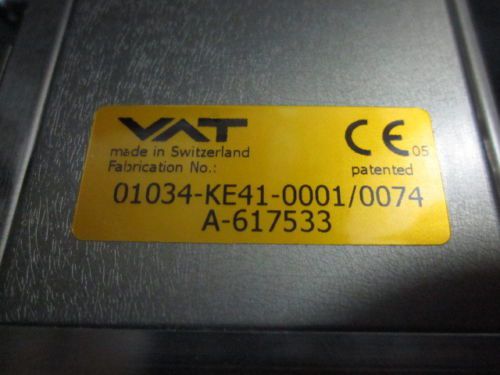 VAT
made in Switzerland
Fabrication No.:
CE 05
patented
01034-KE41-0001/0074
A-617533